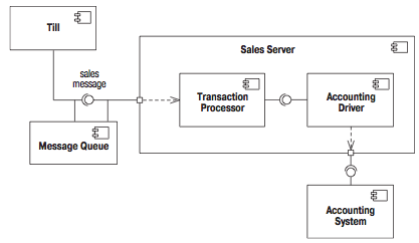 Till
Sales Server
sales
message
Transaction
Processor
Accounting
Driver
Message Queue
Accounting
System